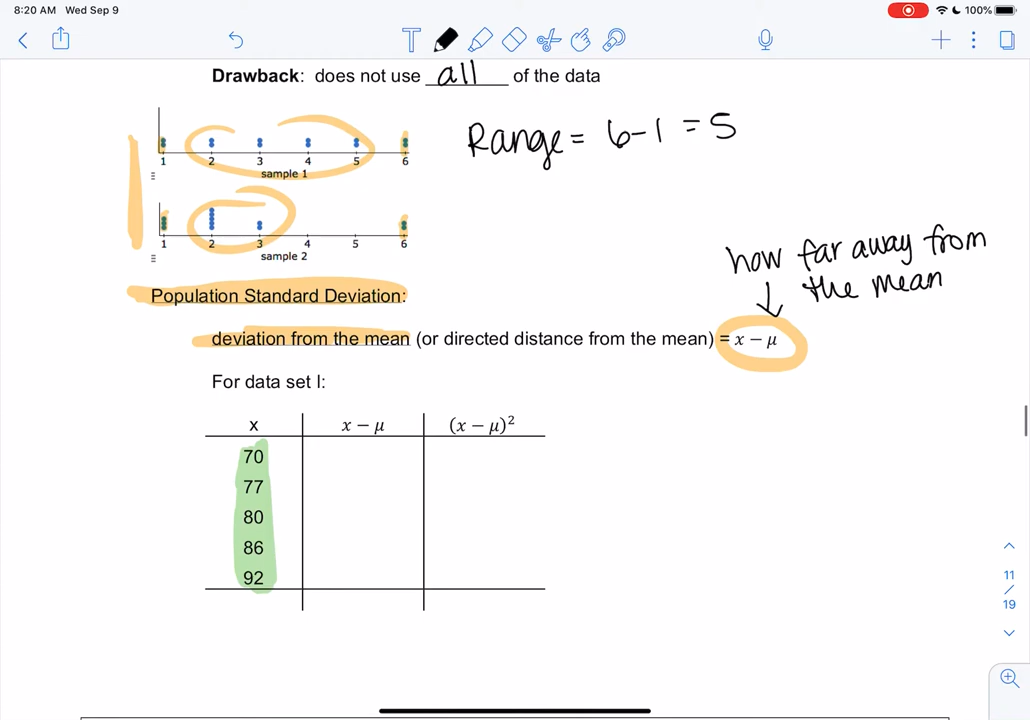 8:20 AM Wed Sep 9
100%
Drawback: does not use all of the data
Range = 6-1 = 5
1 2 3 4 5 6
sample 1
1 2 3 4 5 6
sample 2
how far away from
the mean
Population Standard Deviation:
deviation from the mean (or directed distance from the mean) = x − μ
For data set I:
x x − μ (x − μ)²
70
77
80
86
92
11
/
19